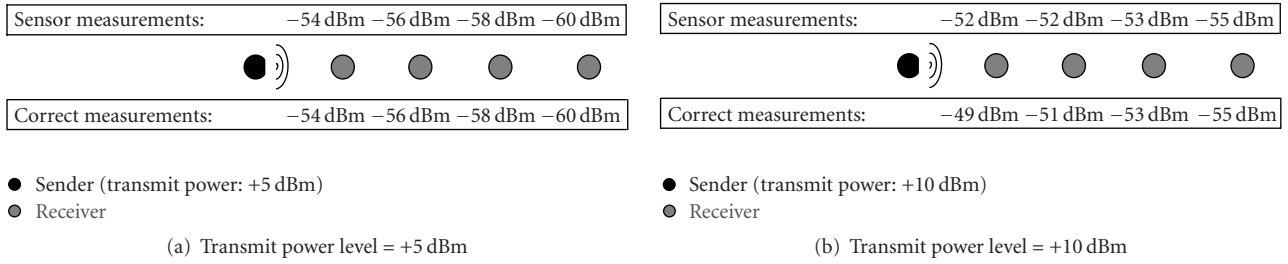 Sensor measurements: −54 dBm −56 dBm −58 dBm −60 dBm
Correct measurements: −54 dBm −56 dBm −58 dBm −60 dBm
Sender (transmit power: +5 dBm)
Receiver
(a) Transmit power level = +5 dBm
Sensor measurements: −52 dBm −52 dBm −53 dBm −55 dBm
Correct measurements: −49 dBm −51 dBm −53 dBm −55 dBm
Sender (transmit power: +10 dBm)
Receiver
(b) Transmit power level = +10 dBm